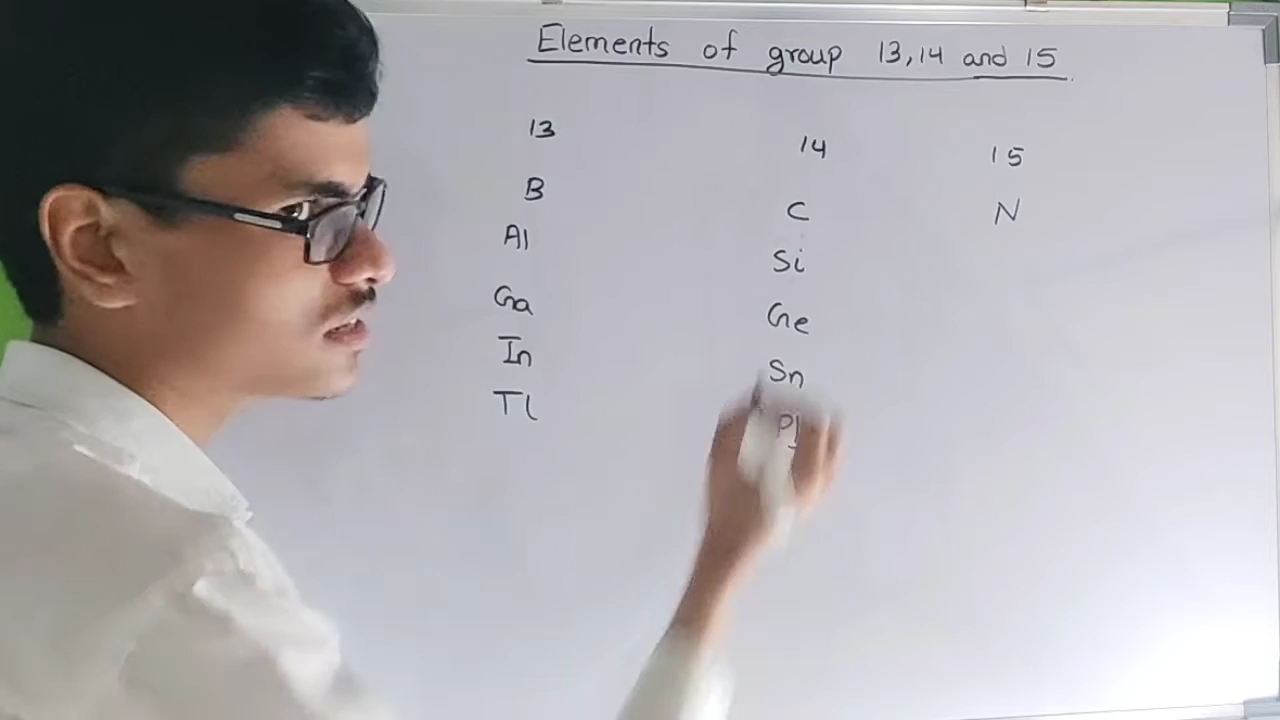 Elements of group 13,14 and 15
13
14
15
B
C
N
Al
Si
Ga
Ge
In
Sn
Tl